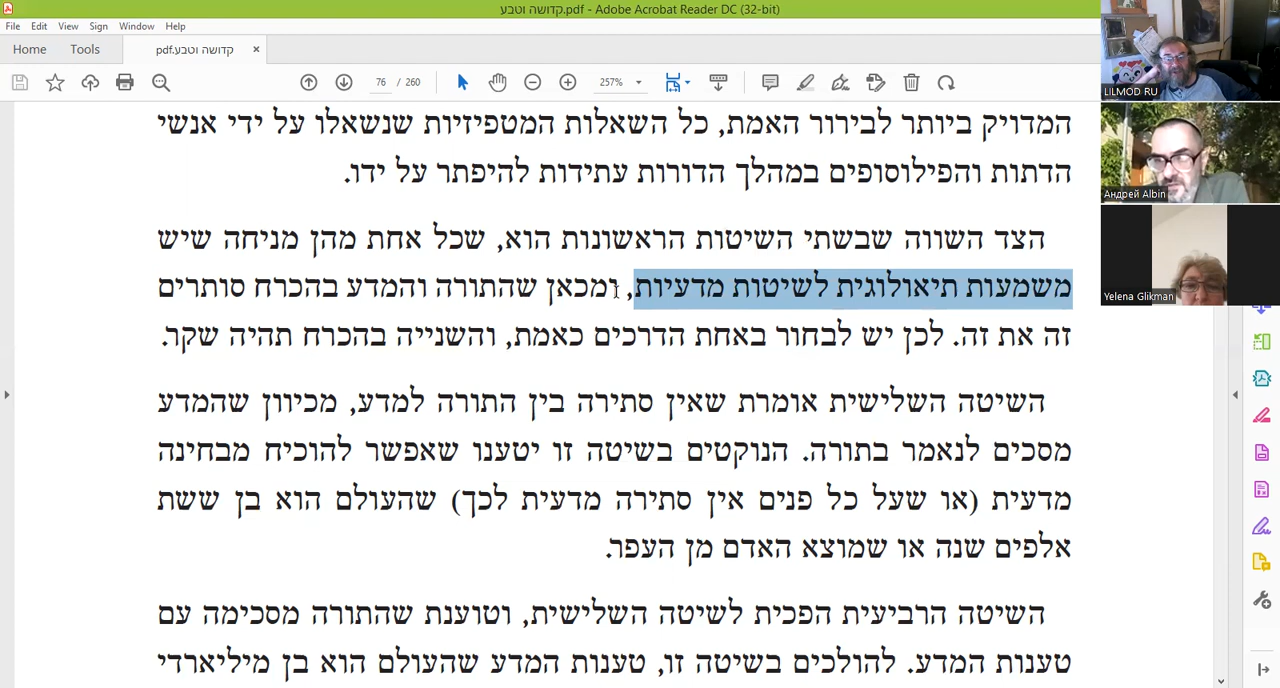 קדושה וטבע.pdf - Adobe Acrobat Reader DC (32-bit)
File Edit View Sign Window Help
Home Tools קדושה וטבע.pdf ×
76 / 260 257%
המדויק ביותר לבירור האמת, כל השאלות המטפיזיות שנשאלו על ידי אנשי
הדתות והפילוסופים במהלך הדורות עתידות להיפתר על ידו.
הצד השווה שבשתי השיטות הראשונות הוא, שכל אחת מהן מניחה שיש
משמעות תיאולוגית לשיטות מדעיות, ומכאן שהתורה והמדע בהכרח סותרים
זה את זה. לכן יש לבחור באחת הדרכים כאמת, והשנייה בהכרח תהיה שקר.
השיטה השלישית אומרת שאין סתירה בין התורה למדע, מכיוון שהמדע
מסכים לנאמר בתורה. הנוקטים בשיטה זו יטענו שאפשר להוכיח מבחינה
מדעית (או שעל כל פנים אין סתירה מדעית לכך) שהעולם הוא בן ששת
אלפים שנה או שמוצא האדם מן העפר.
השיטה הרביעית הפכית לשיטה השלישית, וטוענת שהתורה מסכימה עם
טענות המדע. להולכים בשיטה זו, טענות המדע שהעולם הוא בן מיליארדי
LILMOD RU
Андрей Albin
Yelena Glikman